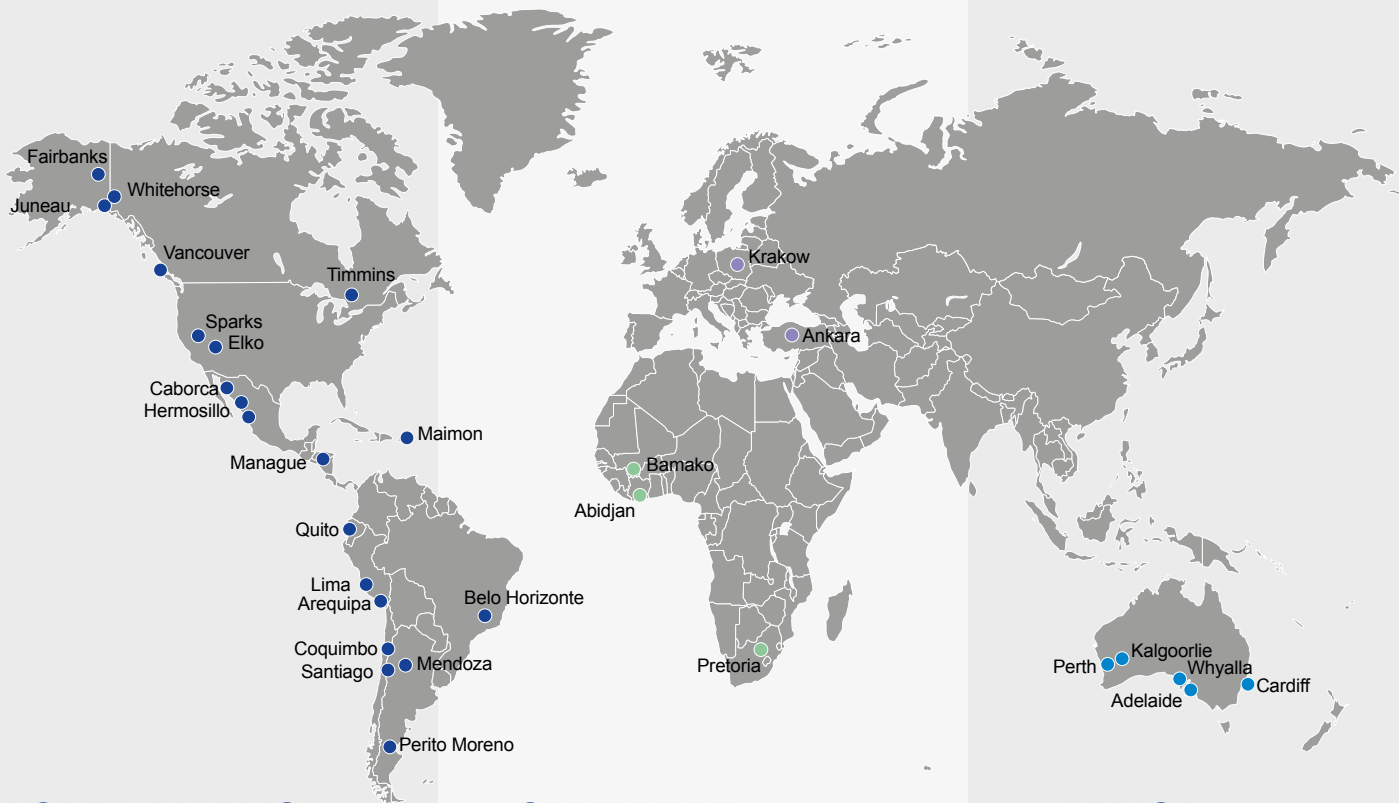 Fairbanks
Whitehorse
Juneau
Vancouver
Timmins
Krakow
Sparks
Elko
Ankara
Caborca
Hermosillo
Maimon
Manague
Bamako
Abidjan
Quito
Lima
Arequipa
Belo Horizonte
Coquimbo
Santiago
Mendoza
Pretoria
Perth
Kalgoorlie
Whyalla
Adelaide
Cardiff
Perito Moreno